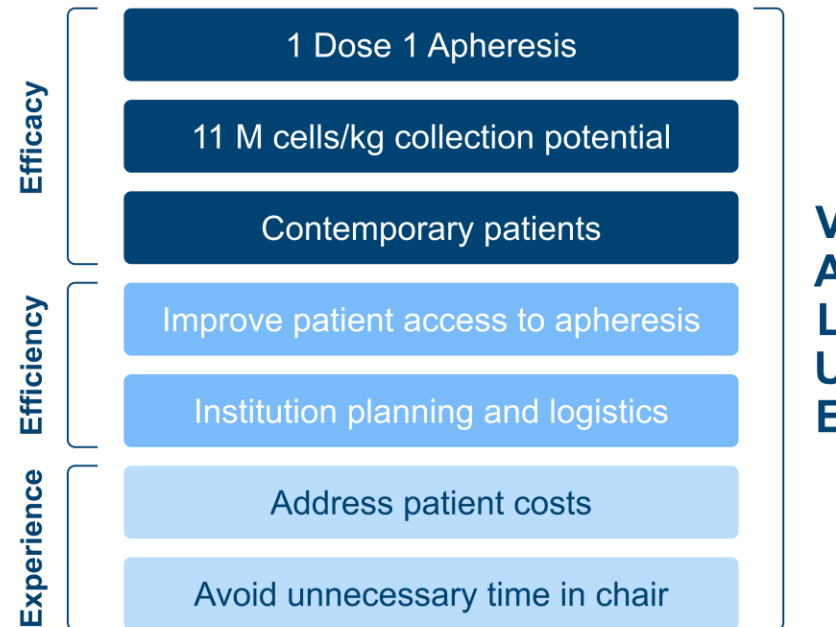 Efficacy
1 Dose 1 Apheresis
11 M cells/kg collection potential
Contemporary patients
Efficiency
Improve patient access to apheresis
Institution planning and logistics
Experience
Address patient costs
Avoid unnecessary time in chair
V
A
L
U
E